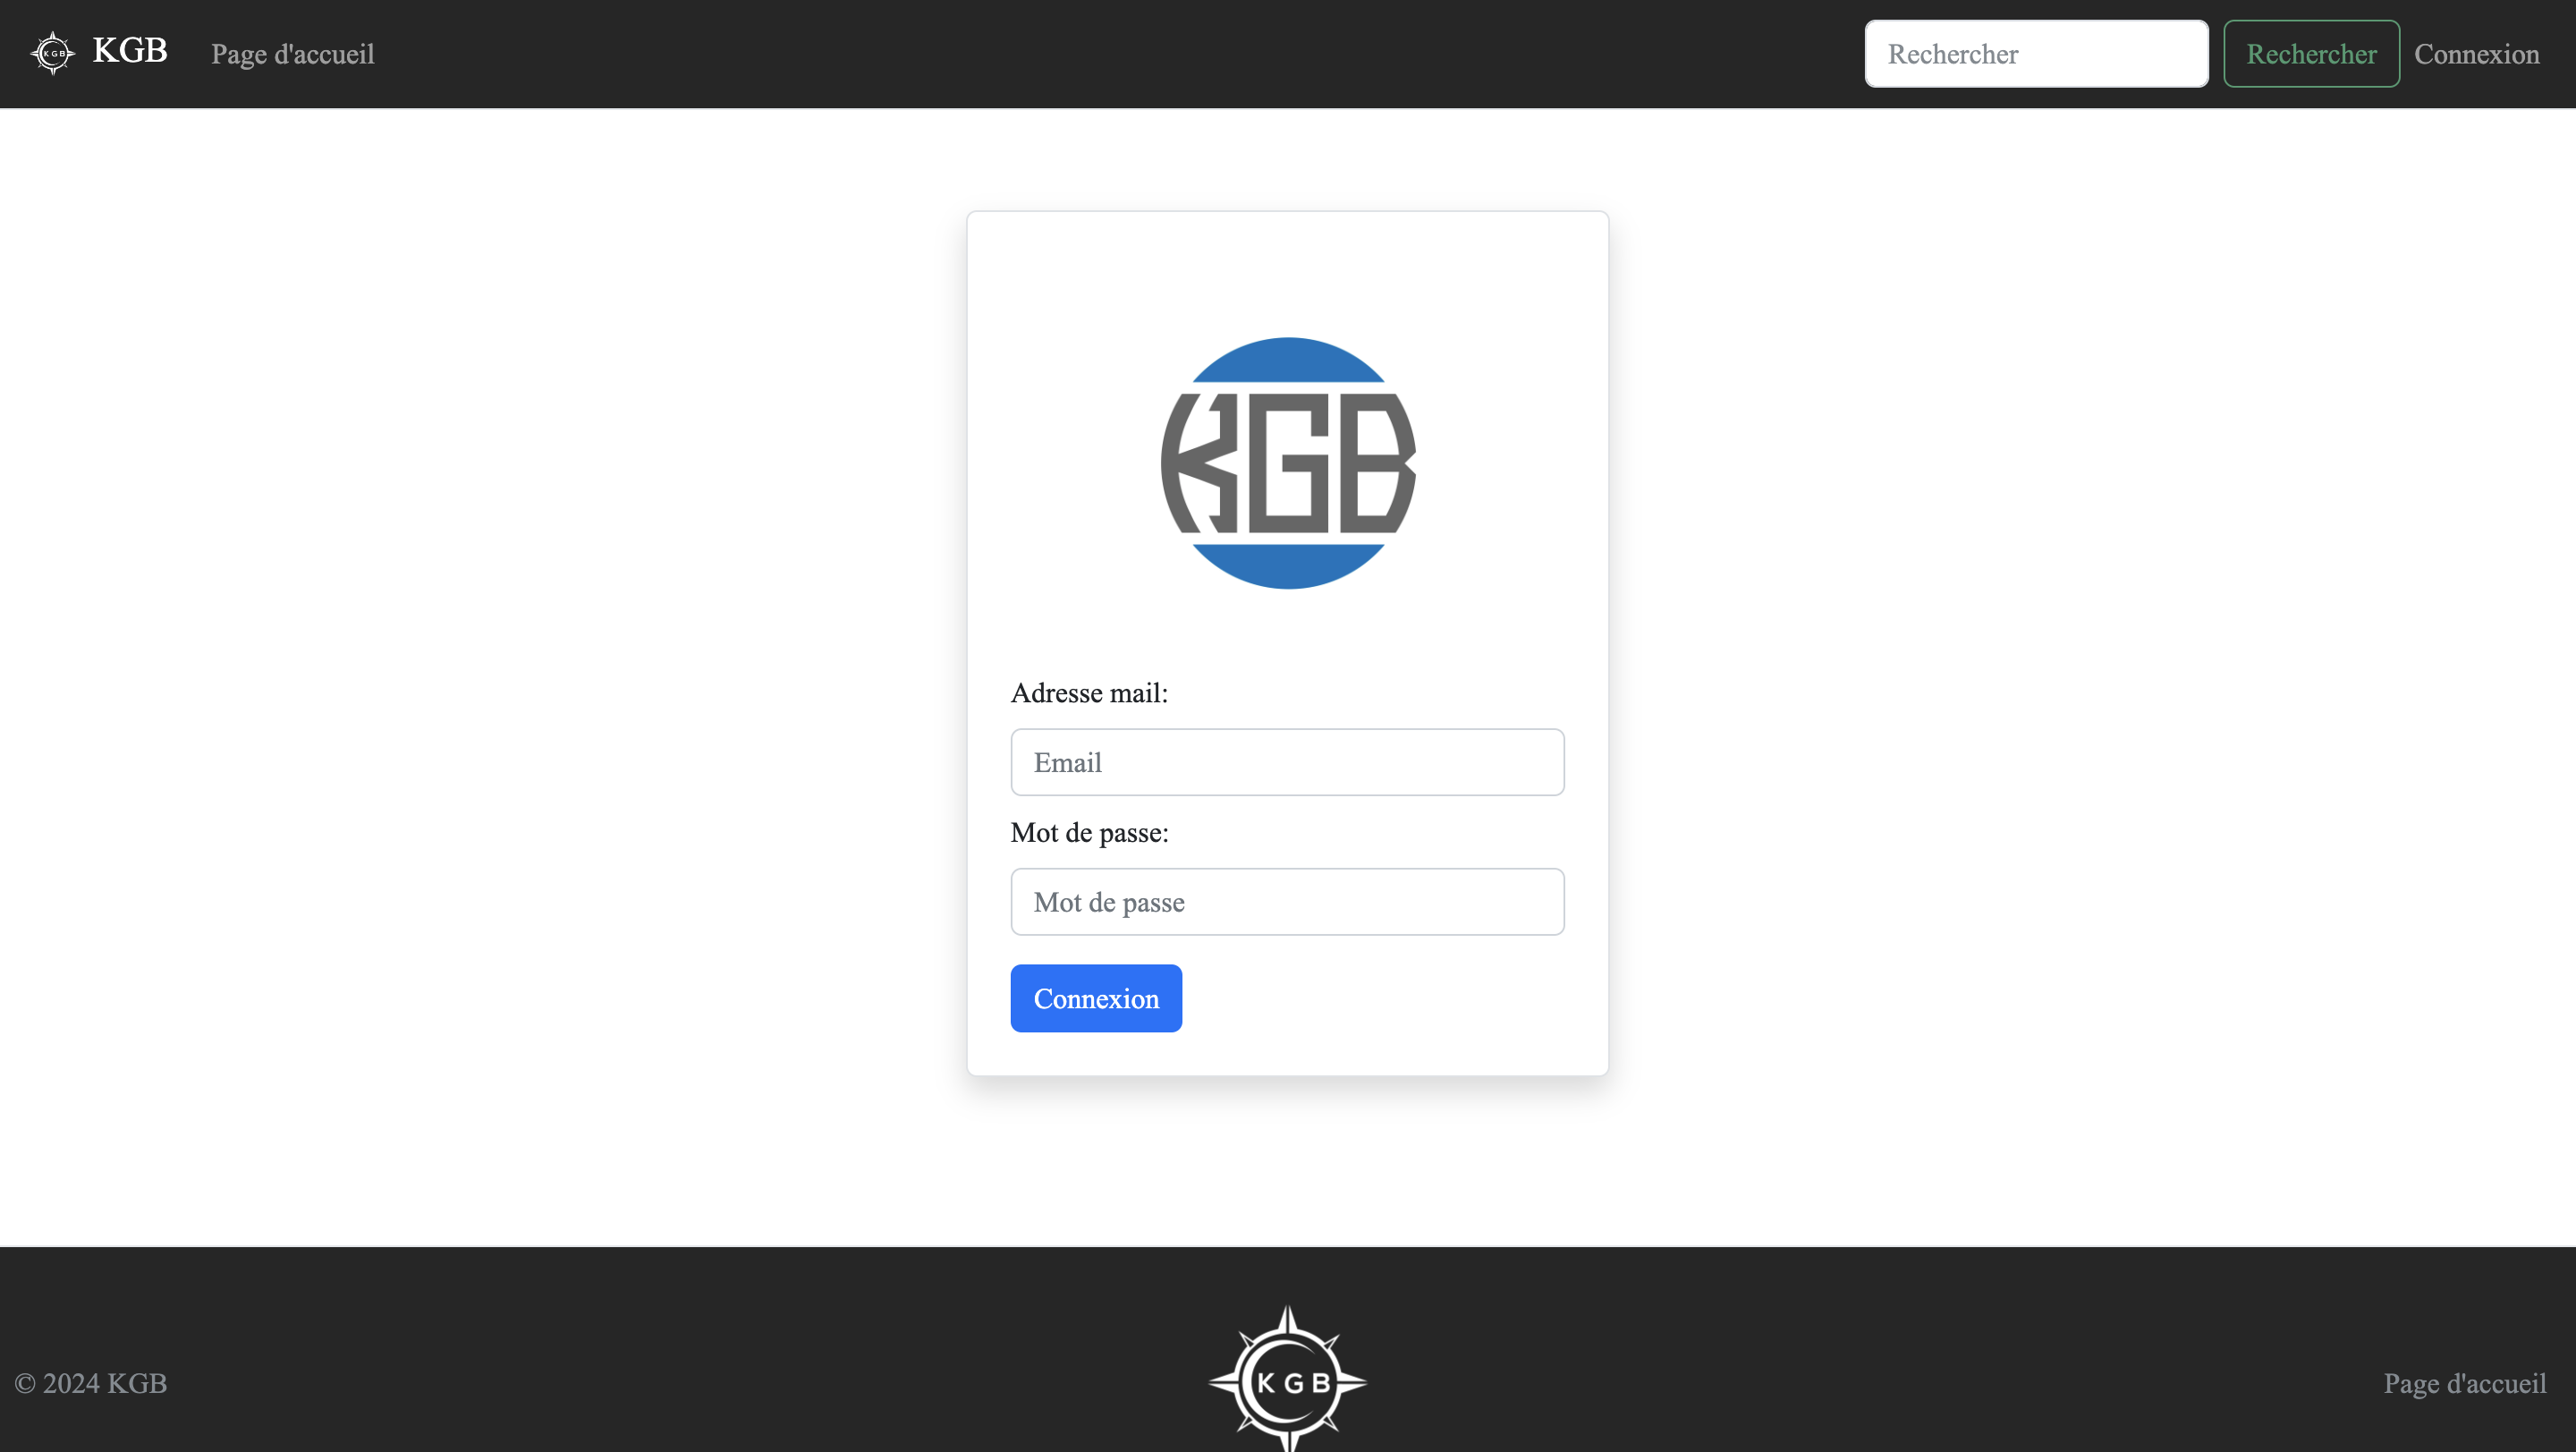 KGB KGB Page d'accueil Rechercher Rechercher Connexion
KGB
Adresse mail:
Email
Mot de passe:
Mot de passe
Connexion
© 2024 KGB KGB Page d'accueil